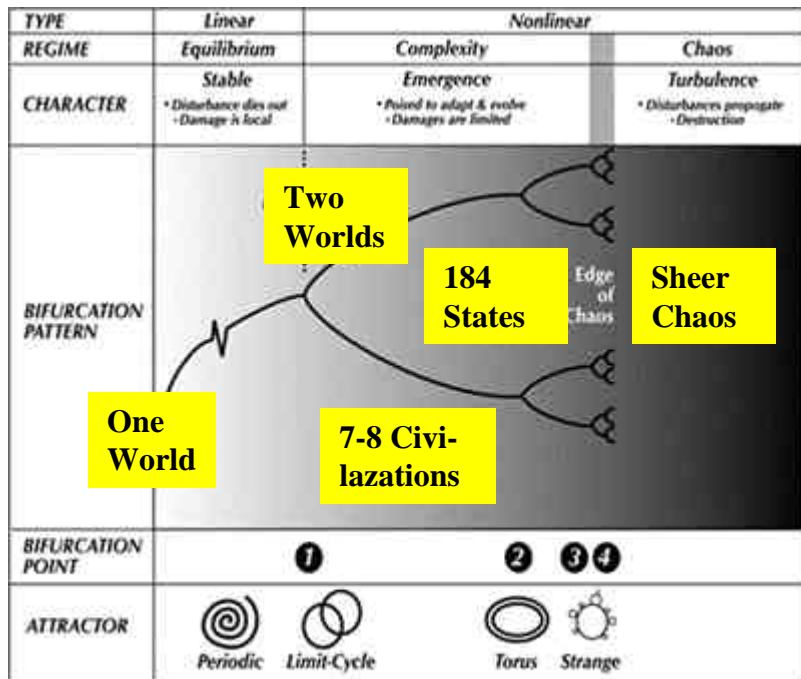 TYPE Linear Nonlinear
REGIME Equilibrium Complexity Chaos
CHARACTER
Stable
• Disturbance dies out
- Damage is local
Emergence
• Poised to adapt & evolve
- Damages are limited
Turbulence
• Disturbances propogate
- Destruction
BIFURCATION
PATTERN
Two
Worlds
184
States
Edge
of
Chaos
Sheer
Chaos
One
World
7-8 Civi-
lazations
BIFURCATION
POINT
1 2 3 4
ATTRACTOR
Periodic Limit-Cycle Torus Strange